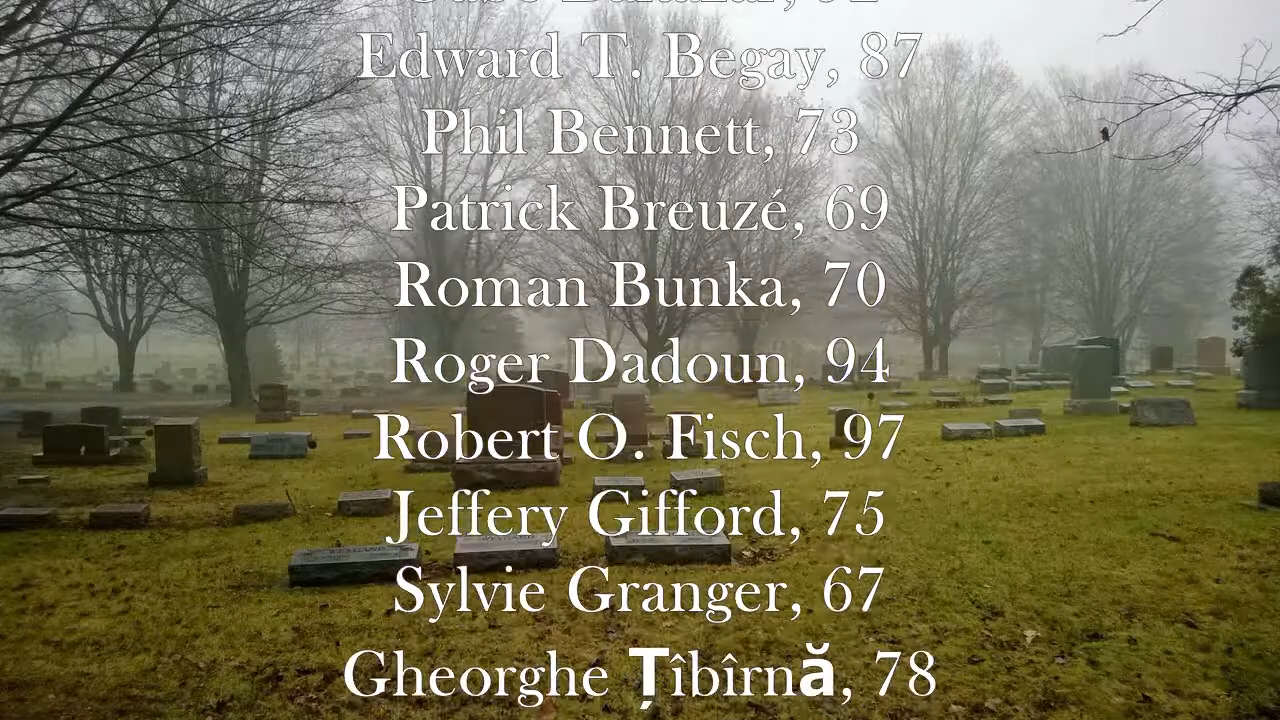 Edward T. Begay, 87
Phil Bennett, 73
Patrick Breuzé, 69
Roman Bunka, 70
Roger Dadoun, 94
Robert O. Fisch, 97
Jeffery Gifford, 75
Sylvie Granger, 67
Gheorghe Țîbîrnă, 78